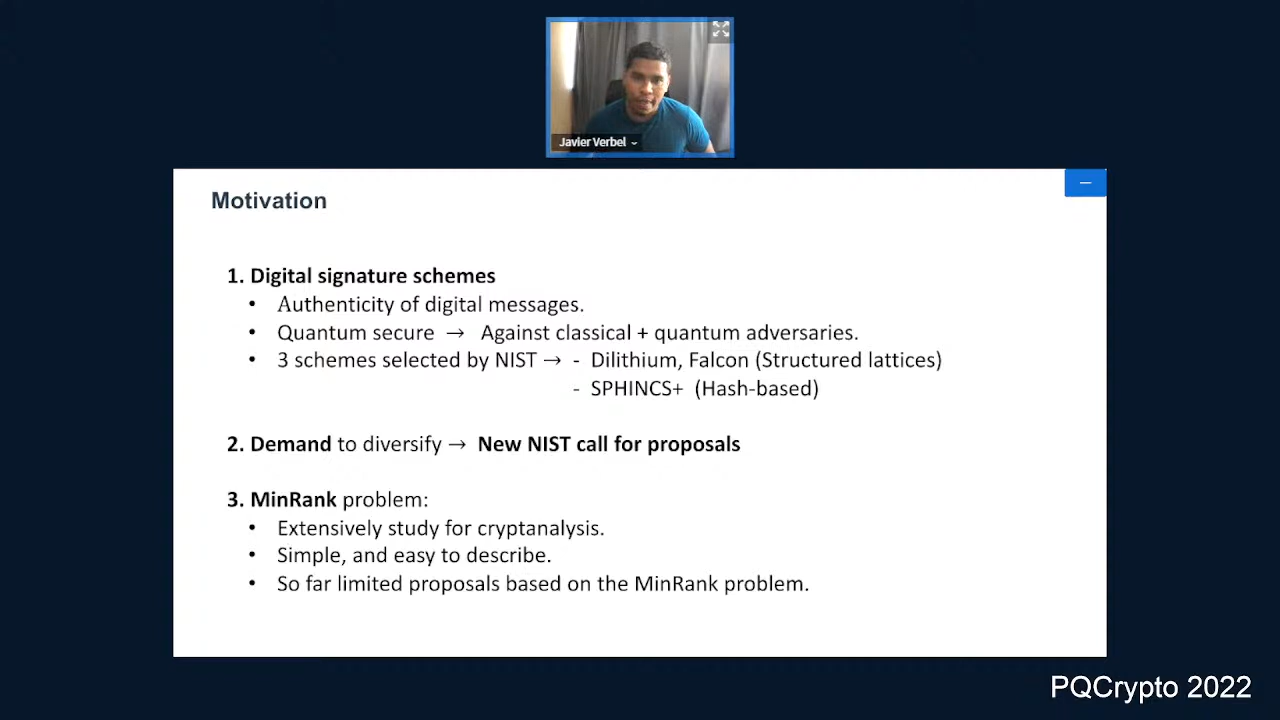 Javier Verbel
Motivation
1. Digital signature schemes
• Authenticity of digital messages.
• Quantum secure → Against classical + quantum adversaries.
• 3 schemes selected by NIST → - Dilithium, Falcon (Structured lattices)
- SPHINCS+ (Hash-based)
2. Demand to diversify → New NIST call for proposals
3. MinRank problem:
• Extensively study for cryptanalysis.
• Simple, and easy to describe.
• So far limited proposals based on the MinRank problem.
PQCrypto 2022